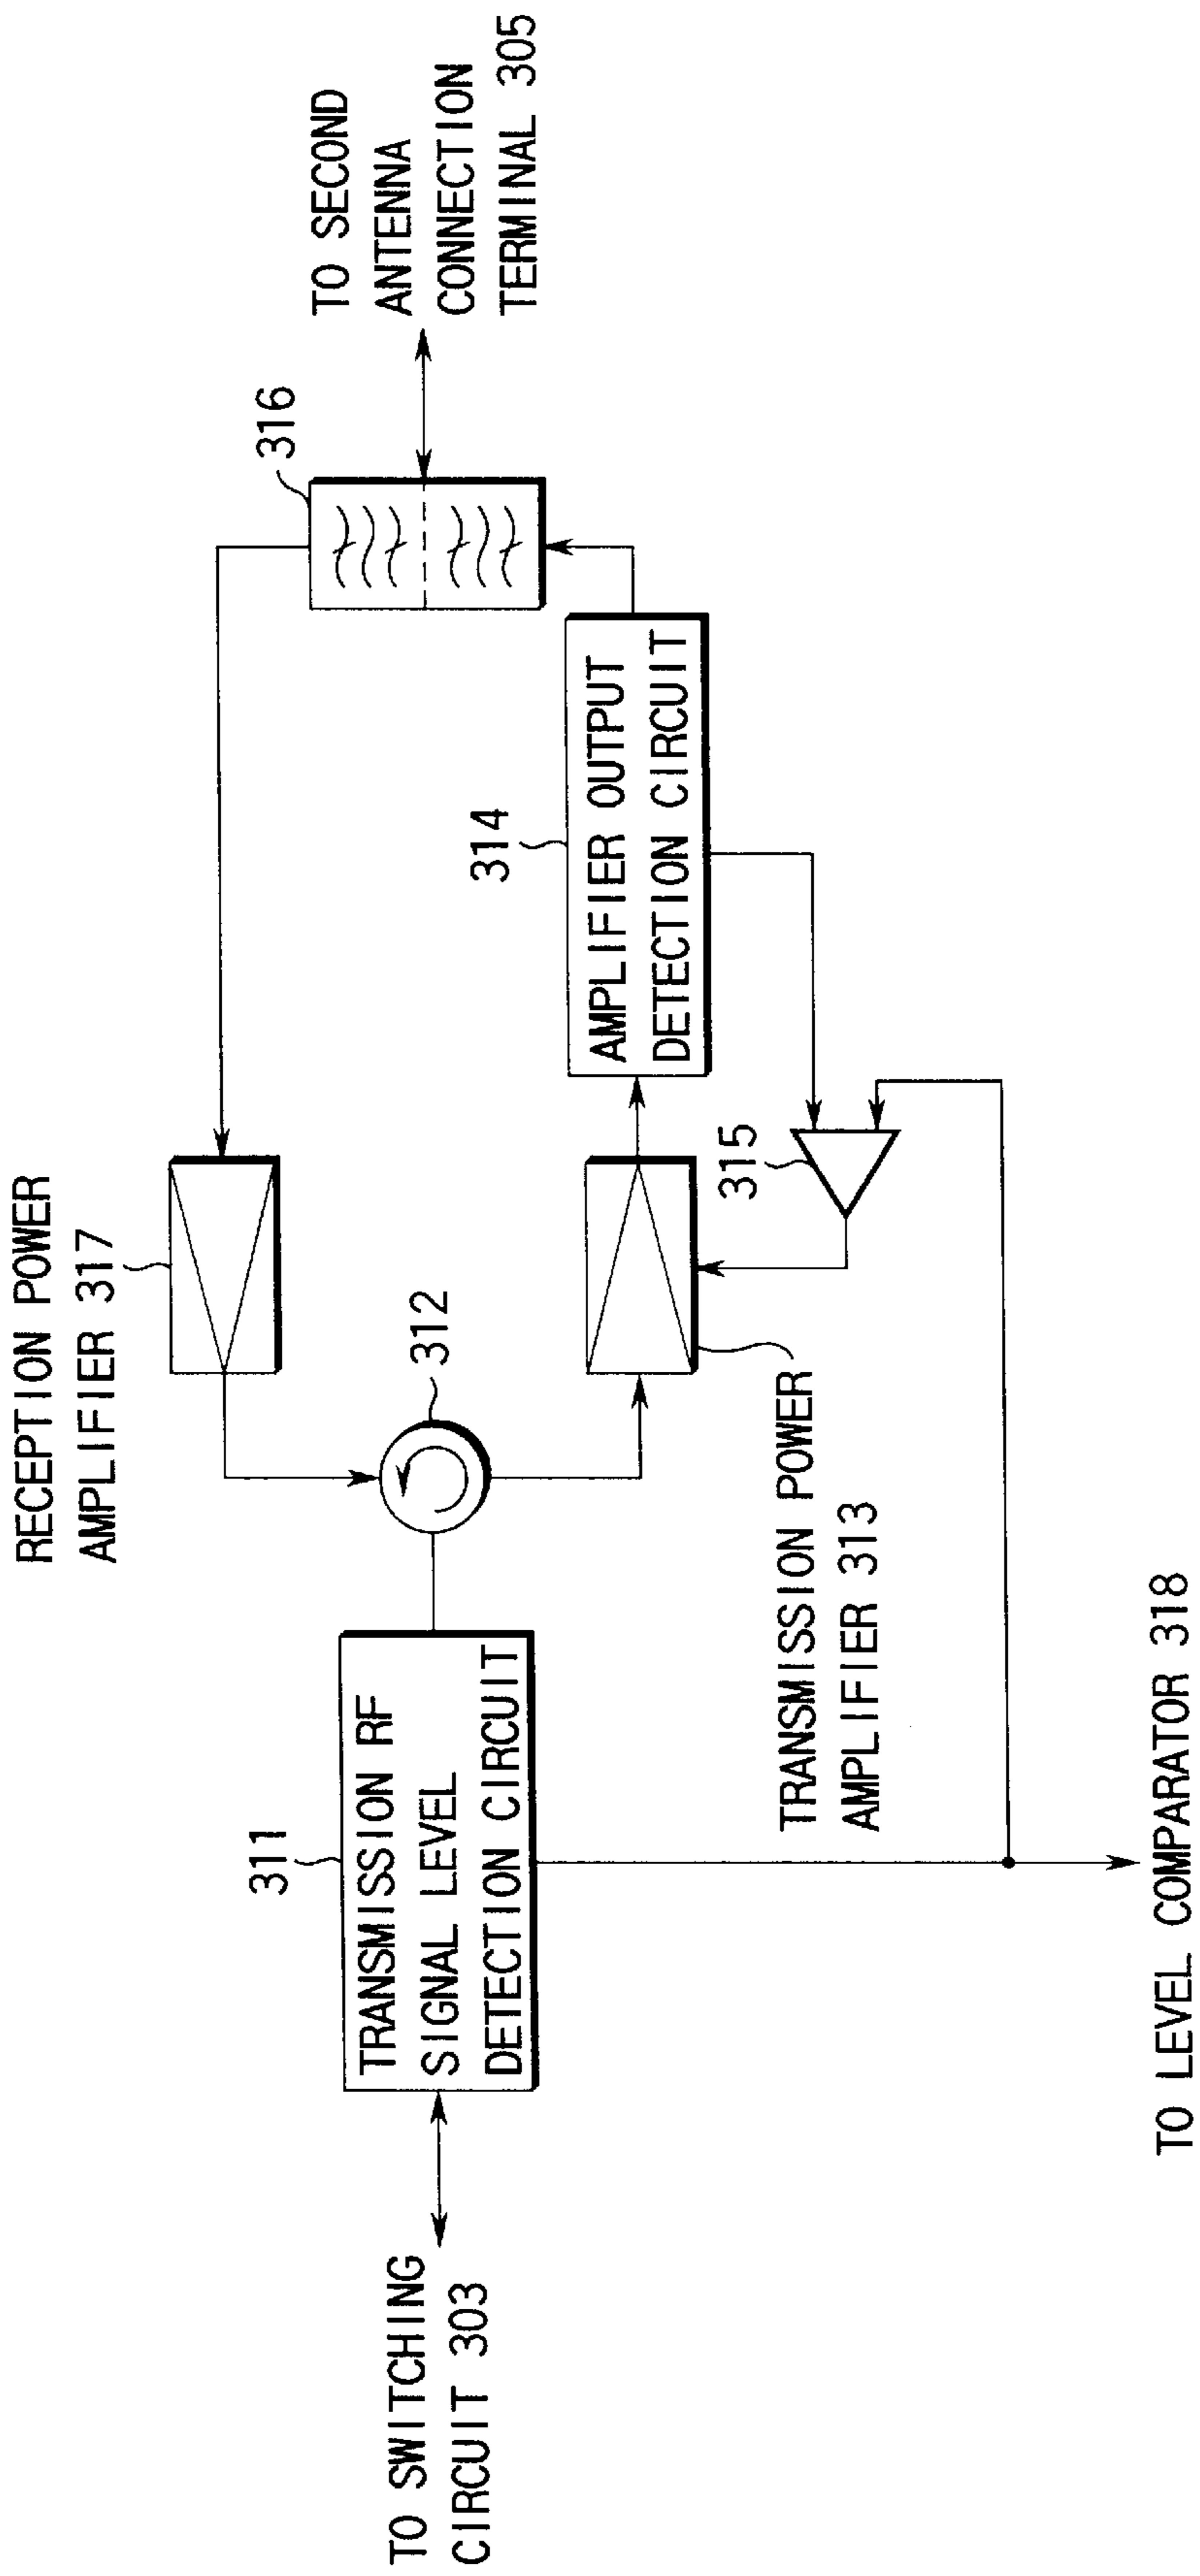 RECEPTION POWER
AMPLIFIER 317
316
TO SECOND
ANTENNA
CONNECTION
TERMINAL 305
312
311
TRANSMISSION RF
SIGNAL LEVEL
DETECTION CIRCUIT
TO SWITCHING
CIRCUIT 303
314
AMPLIFIER OUTPUT
DETECTION CIRCUIT
315
TRANSMISSION POWER
AMPLIFIER 313
TO LEVEL COMPARATOR 318